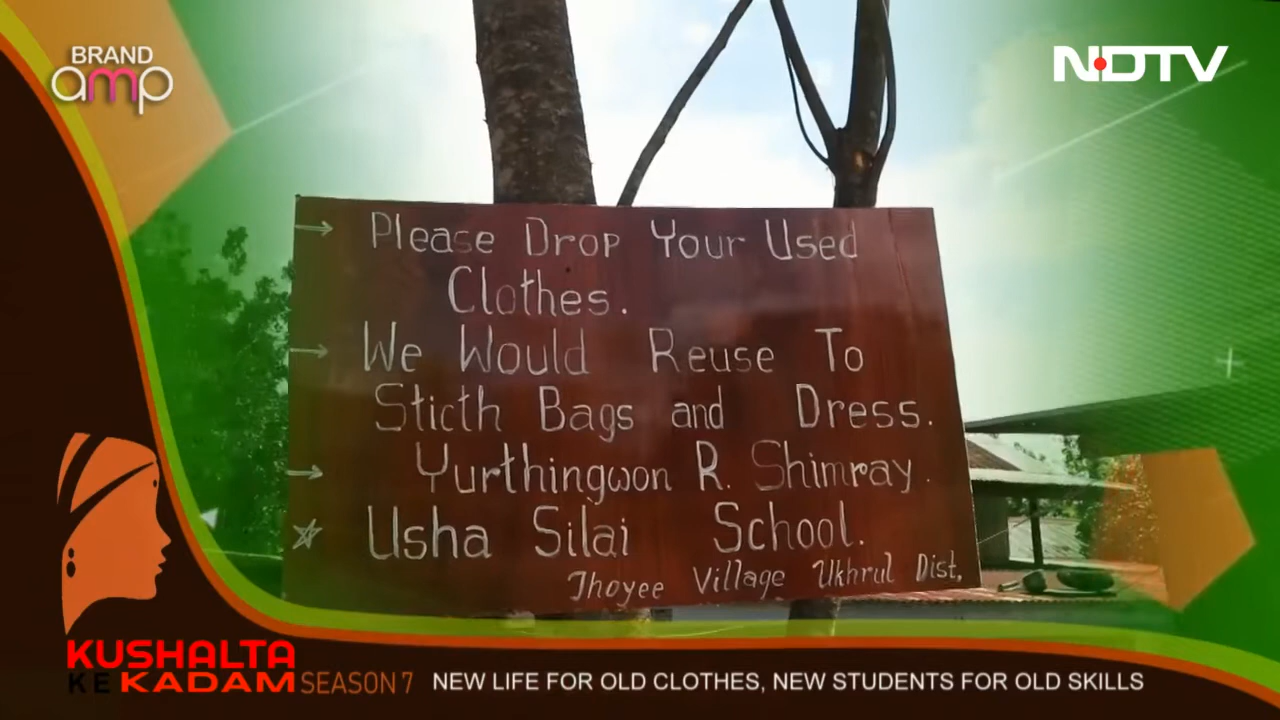 BRAND
amp
NDTV
→ Please Drop Your Used
Clothes.
→ We Would Reuse To
Sticth Bags and Dress.
→ Yurthingwon R. Shimray.
☆ Usha Silai School.
Thoyee Village Ukhrul Dist,
KUSHALTA
KE KADAM SEASON 7
NEW LIFE FOR OLD CLOTHES, NEW STUDENTS FOR OLD SKILLS